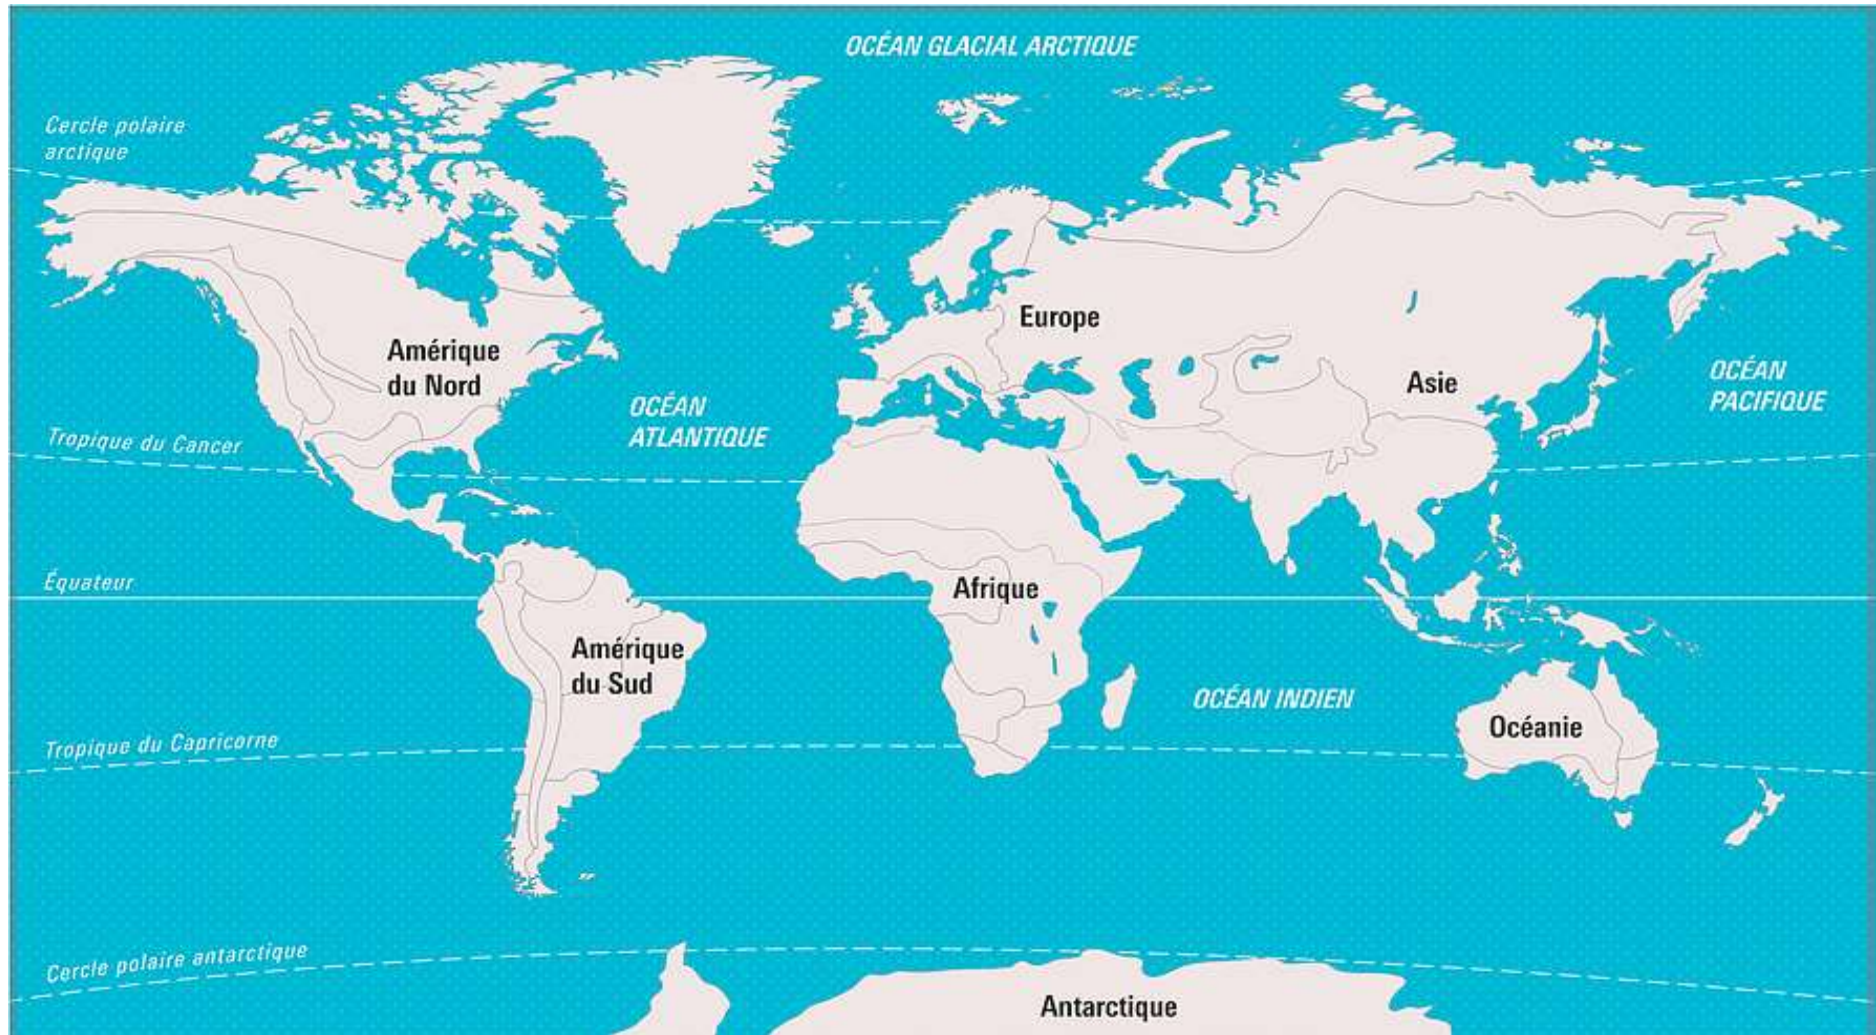 OCÉAN GLACIAL ARCTIQUE
Cercle polaire
arctique
Europe
Amérique
du Nord
Asie
OCÉAN
PACIFIQUE
OCÉAN
ATLANTIQUE
Tropique du Cancer
Équateur
Afrique
Amérique
du Sud
OCÉAN INDIEN
Océanie
Tropique du Capricorne
Cercle polaire antarctique
Antarctique